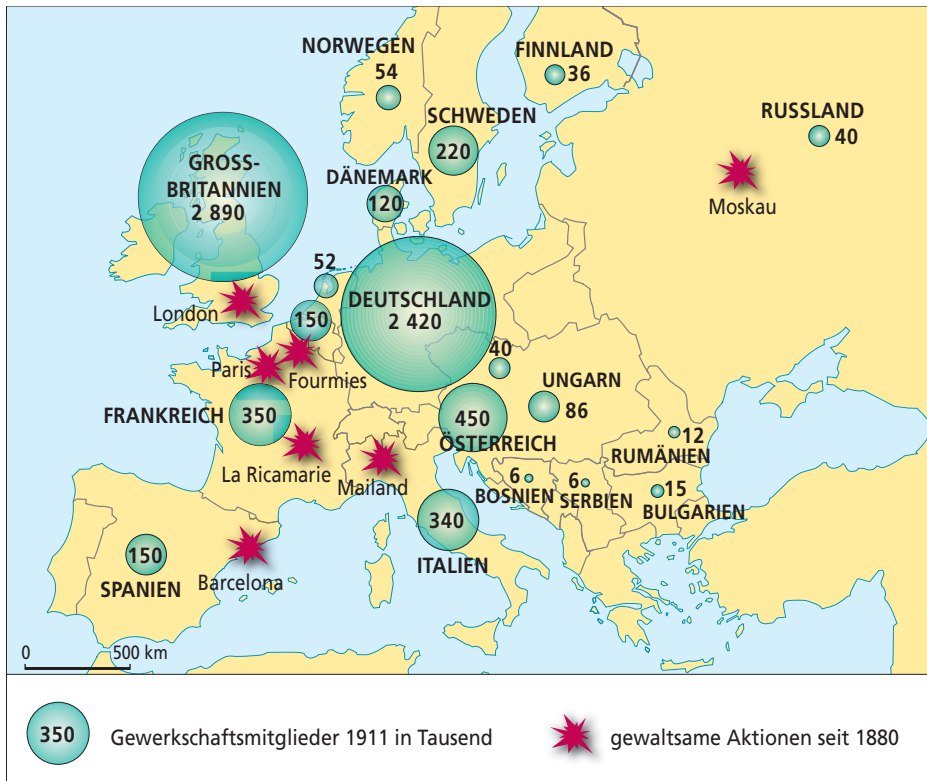 NORWEGEN
54
FINNLAND
36
RUSSLAND
40
SCHWEDEN
220
GROSS-
BRITANNIEN
2 890
DÄNEMARK
120
Moskau
52
London
150
DEUTSCHLAND
2 420
40
Paris
Fourmies
UNGARN
86
FRANKREICH
350
450
ÖSTERREICH
12
RUMÄNIEN
La Ricamarie
Mailand
6
BOSNIEN
6
SERBIEN
15
BULGARIEN
340
ITALIEN
150
SPANIEN
Barcelona
0 500 km
350 Gewerkschaftsmitglieder 1911 in Tausend
gewaltsame Aktionen seit 1880